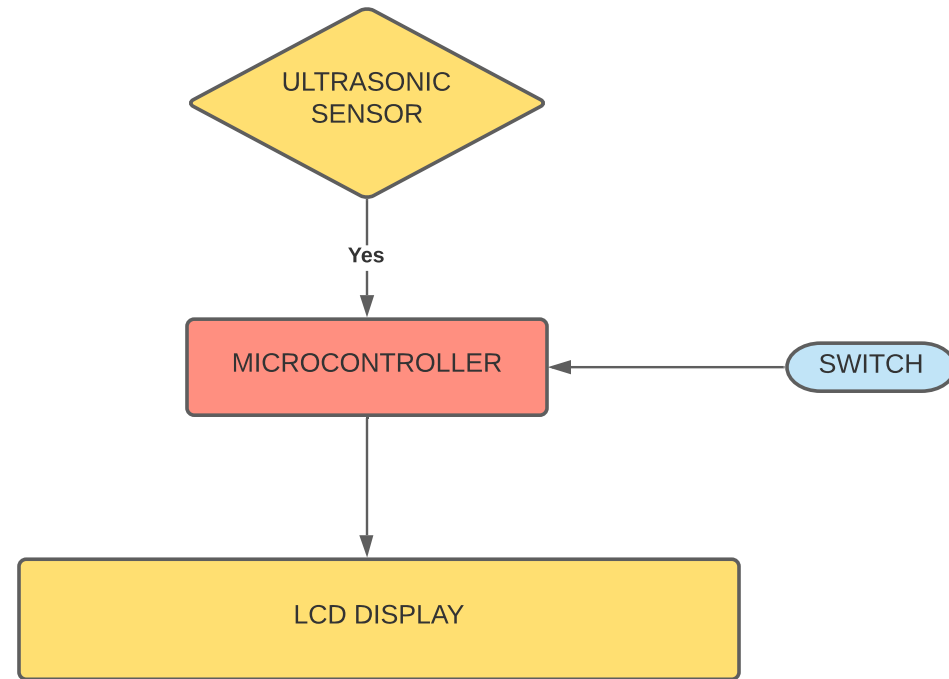 ULTRASONIC
SENSOR
Yes
MICROCONTROLLER
SWITCH
LCD DISPLAY